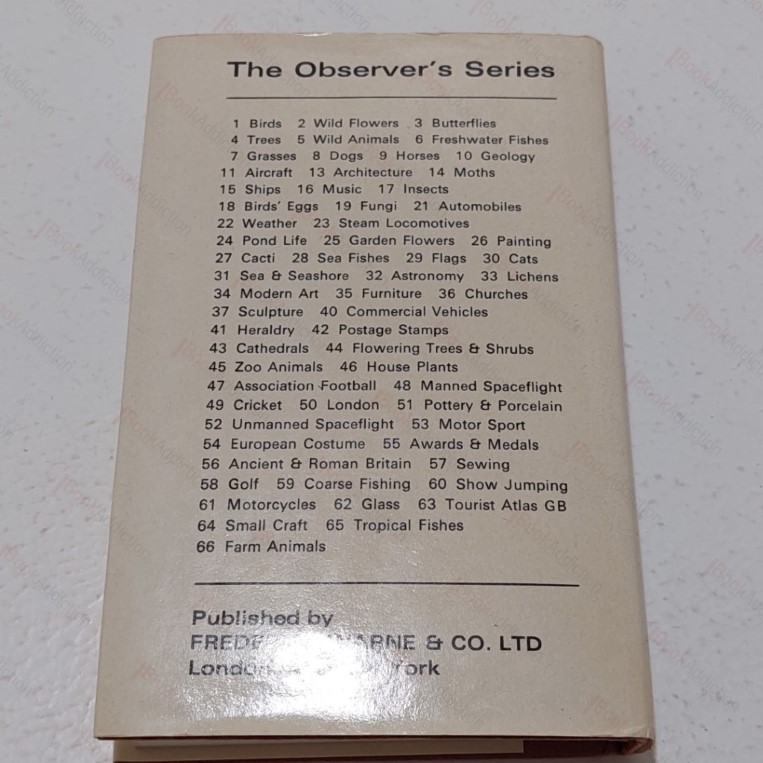 The Observer's Series
1 Birds 2 Wild Flowers 3 Butterflies
4 Trees 5 Wild Animals 6 Freshwater Fishes
7 Grasses 8 Dogs 9 Horses 10 Geology
11 Aircraft 13 Architecture 14 Moths
15 Ships 16 Music 17 Insects
18 Birds' Eggs 19 Fungi 21 Automobiles
22 Weather 23 Steam Locomotives
24 Pond Life 25 Garden Flowers 26 Painting
27 Cacti 28 Sea Fishes 29 Flags 30 Cats
31 Sea & Seashore 32 Astronomy 33 Lichens
34 Modern Art 35 Furniture 36 Churches
37 Sculpture 40 Commercial Vehicles
41 Heraldry 42 Postage Stamps
43 Cathedrals 44 Flowering Trees & Shrubs
45 Zoo Animals 46 House Plants
47 Association Football 48 Manned Spaceflight
49 Cricket 50 London 51 Pottery & Porcelain
52 Unmanned Spaceflight 53 Motor Sport
54 European Costume 55 Awards & Medals
56 Ancient & Roman Britain 57 Sewing
58 Golf 59 Coarse Fishing 60 Show Jumping
61 Motorcycles 62 Glass 63 Tourist Atlas GB
64 Small Craft 65 Tropical Fishes
66 Farm Animals
Published by
WARNE & CO. LTD